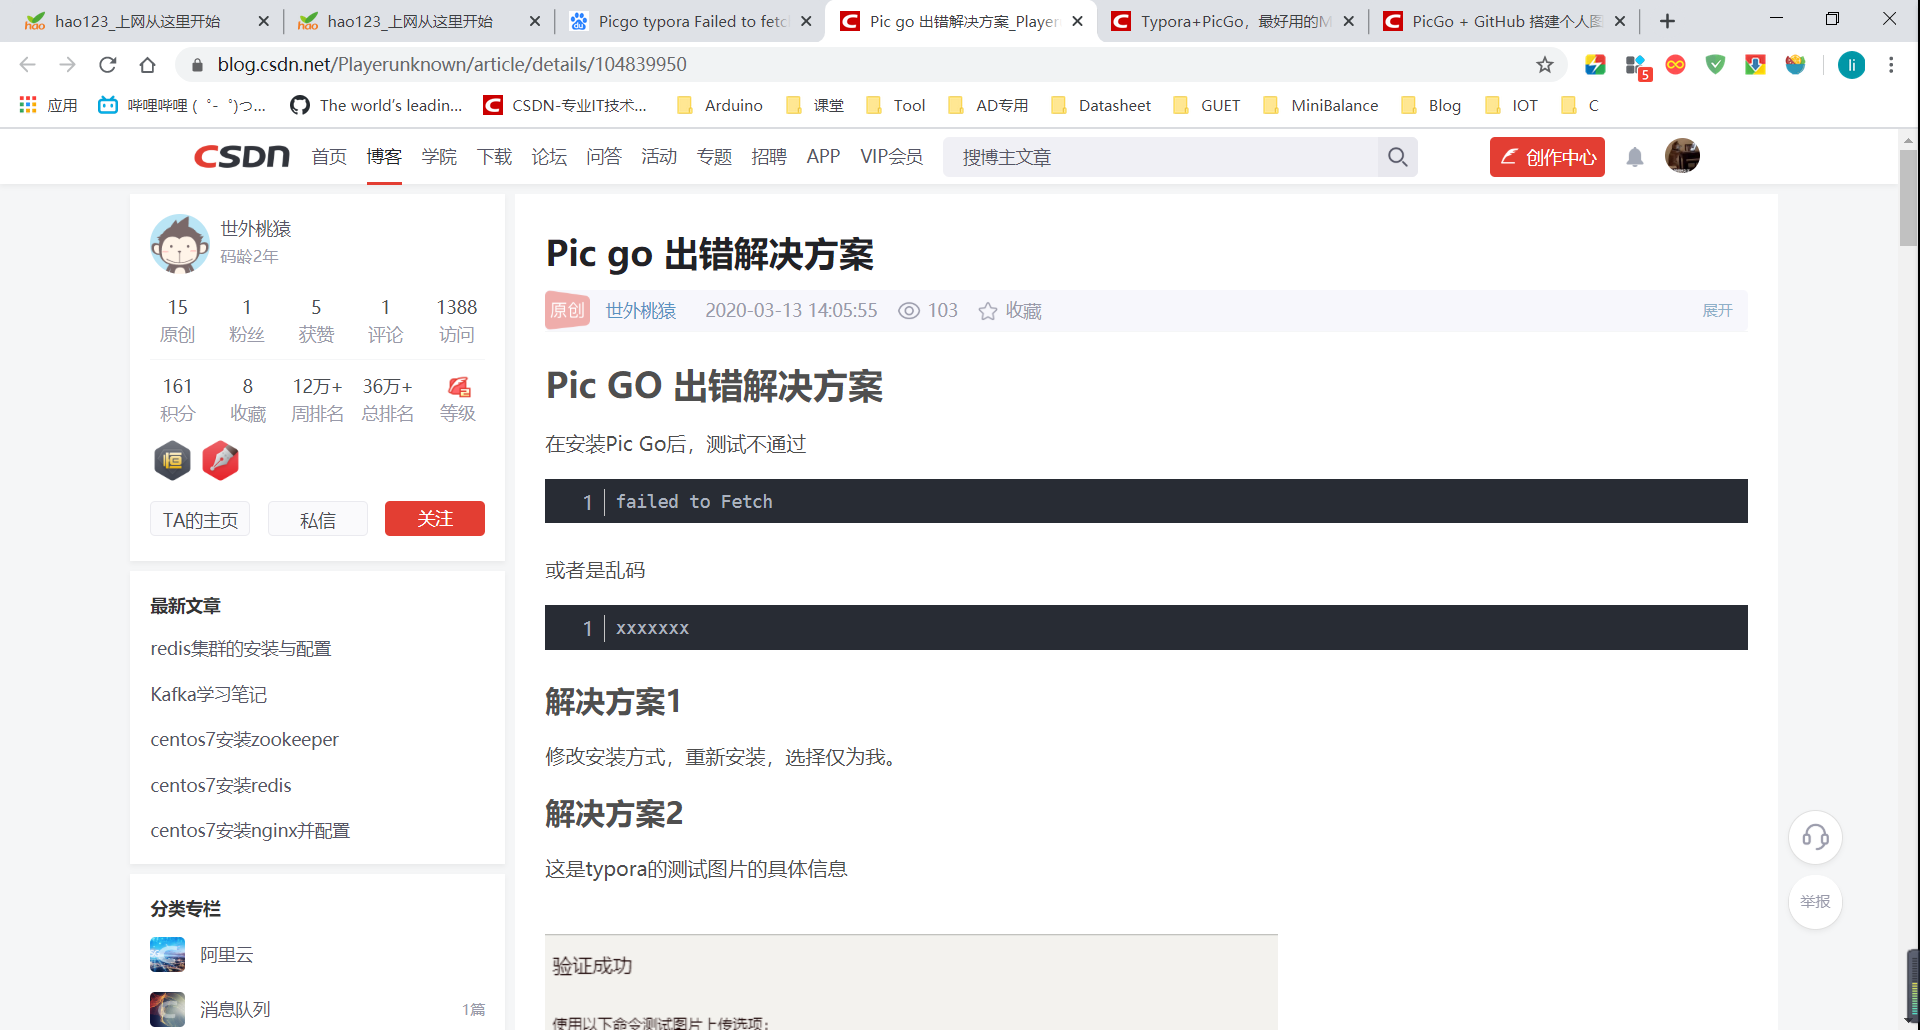 hao123_上网从这里开始
hao123_上网从这里开始
Picgo typora Failed to fetc
Pic go 出错解决方案_Player
Typora+PicGo，最好用的M
PicGo + GitHub 搭建个人图
blog.csdn.net/Playerunknown/article/details/104839950
5
li
应用
哔哩哔哩 ( ゜- ゜)つ...
The world's leadin...
CSDN-专业IT技术...
Arduino
课堂
Tool
AD专用
Datasheet
GUET
MiniBalance
Blog
IOT
C
CSDN
首页
博客
学院
下载
论坛
问答
活动
专题
招聘
APP
VIP会员
搜博主文章
创作中心
世外桃猿
码龄2年
15 1 5 1 1388
原创 粉丝 获赞 评论 访问
161 8 12万+ 36万+
积分 收藏 周排名 总排名 等级
TA的主页
私信
关注
最新文章
redis集群的安装与配置
Kafka学习笔记
centos7安装zookeeper
centos7安装redis
centos7安装nginx并配置
分类专栏
阿里云
消息队列 1篇
Pic go 出错解决方案
原创 世外桃猿 2020-03-13 14:05:55 103 收藏 展开
Pic GO 出错解决方案
在安装Pic Go后，测试不通过
1 failed to Fetch
或者是乱码
1 xxxxxxx
解决方案1
修改安装方式，重新安装，选择仅为我。
解决方案2
这是typora的测试图片的具体信息
验证成功
使用以下命令测试图片上传选项：
举报